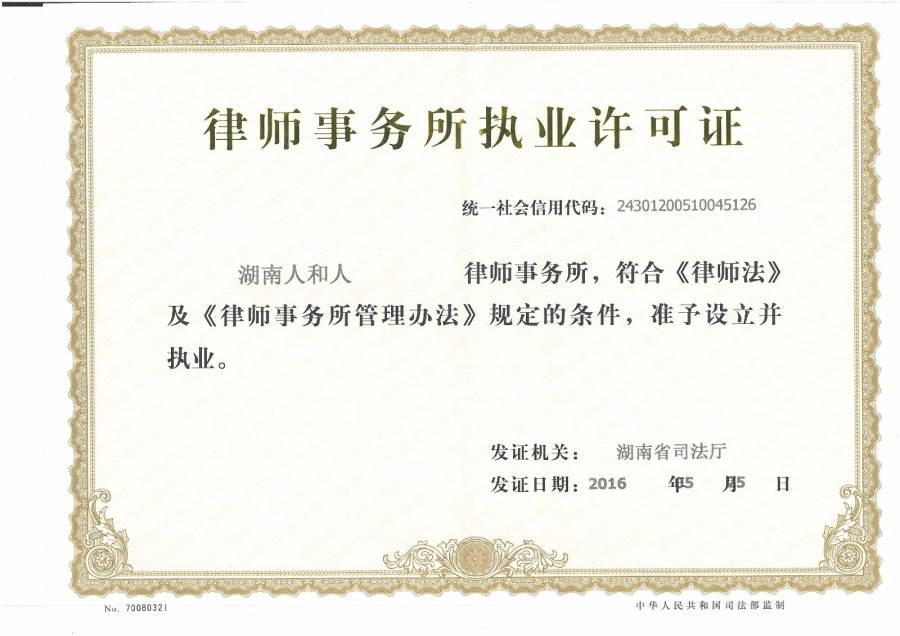 律师事务所执业许可证
统一社会信用代码：24301200510045126
湖南人和人 律师事务所，符合《律师法》
及《律师事务所管理办法》规定的条件，准予设立并
执业。
发证机关： 湖南省司法厅
发证日期：2016 年5 月5 日
No. 70080321
中华人民共和国司法部监制